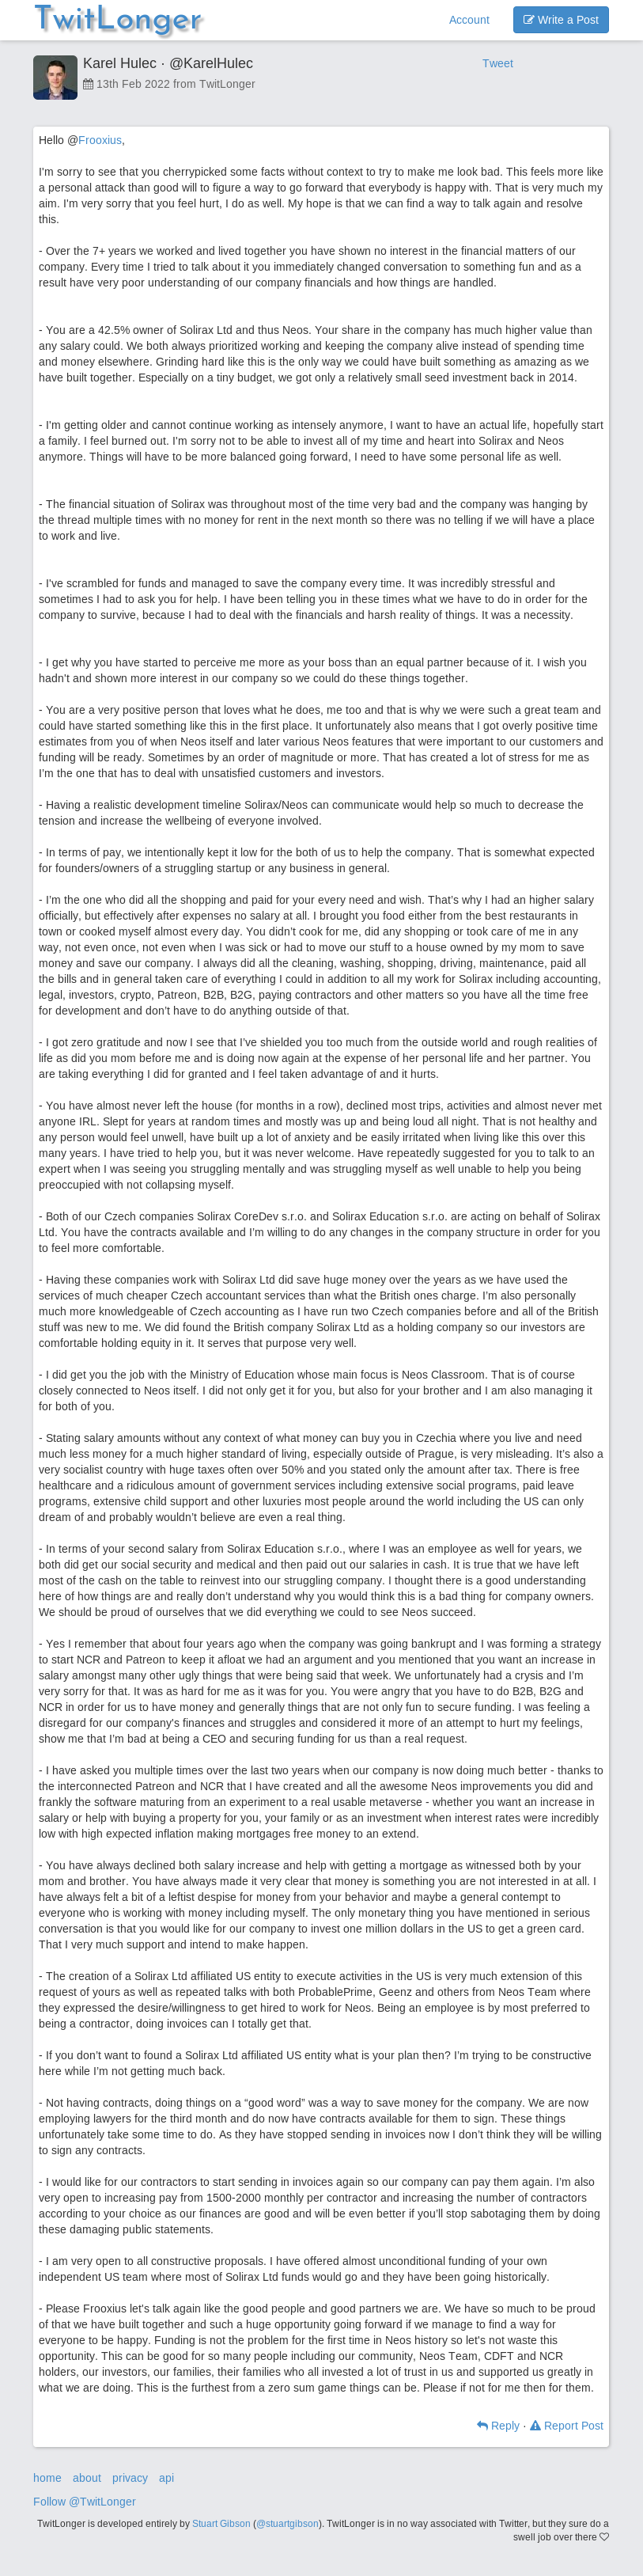 TwitLonger
Account
Write a Post
Karel Hulec · @KarelHulec
13th Feb 2022 from TwitLonger
Tweet
Hello @Frooxius,
I'm sorry to see that you cherrypicked some facts without context to try to make me look bad. This feels more like
a personal attack than good will to figure a way to go forward that everybody is happy with. That is very much my
aim. I'm very sorry that you feel hurt, I do as well. My hope is that we can find a way to talk again and resolve
this.
- Over the 7+ years we worked and lived together you have shown no interest in the financial matters of our
company. Every time I tried to talk about it you immediately changed conversation to something fun and as a
result have very poor understanding of our company financials and how things are handled.
- You are a 42.5% owner of Solirax Ltd and thus Neos. Your share in the company has much higher value than
any salary could. We both always prioritized working and keeping the company alive instead of spending time
and money elsewhere. Grinding hard like this is the only way we could have built something as amazing as we
have built together. Especially on a tiny budget, we got only a relatively small seed investment back in 2014.
- I'm getting older and cannot continue working as intensely anymore, I want to have an actual life, hopefully start
a family. I feel burned out. I'm sorry not to be able to invest all of my time and heart into Solirax and Neos
anymore. Things will have to be more balanced going forward, I need to have some personal life as well.
- The financial situation of Solirax was throughout most of the time very bad and the company was hanging by
the thread multiple times with no money for rent in the next month so there was no telling if we will have a place
to work and live.
- I've scrambled for funds and managed to save the company every time. It was incredibly stressful and
sometimes I had to ask you for help. I have been telling you in these times what we have to do in order for the
company to survive, because I had to deal with the financials and harsh reality of things. It was a necessity.
- I get why you have started to perceive me more as your boss than an equal partner because of it. I wish you
hadn't and shown more interest in our company so we could do these things together.
- You are a very positive person that loves what he does, me too and that is why we were such a great team and
could have started something like this in the first place. It unfortunately also means that I got overly positive time
estimates from you of when Neos itself and later various Neos features that were important to our customers and
funding will be ready. Sometimes by an order of magnitude or more. That has created a lot of stress for me as
I'm the one that has to deal with unsatisfied customers and investors.
- Having a realistic development timeline Solirax/Neos can communicate would help so much to decrease the
tension and increase the wellbeing of everyone involved.
- In terms of pay, we intentionally kept it low for the both of us to help the company. That is somewhat expected
for founders/owners of a struggling startup or any business in general.
- I'm the one who did all the shopping and paid for your every need and wish. That's why I had an higher salary
officially, but effectively after expenses no salary at all. I brought you food either from the best restaurants in
town or cooked myself almost every day. You didn't cook for me, did any shopping or took care of me in any
way, not even once, not even when I was sick or had to move our stuff to a house owned by my mom to save
money and save our company. I always did all the cleaning, washing, shopping, driving, maintenance, paid all
the bills and in general taken care of everything I could in addition to all my work for Solirax including accounting,
legal, investors, crypto, Patreon, B2B, B2G, paying contractors and other matters so you have all the time free
for development and don't have to do anything outside of that.
- I got zero gratitude and now I see that I've shielded you too much from the outside world and rough realities of
life as did you mom before me and is doing now again at the expense of her personal life and her partner. You
are taking everything I did for granted and I feel taken advantage of and it hurts.
- You have almost never left the house (for months in a row), declined most trips, activities and almost never met
anyone IRL. Slept for years at random times and mostly was up and being loud all night. That is not healthy and
any person would feel unwell, have built up a lot of anxiety and be easily irritated when living like this over this
many years. I have tried to help you, but it was never welcome. Have repeatedly suggested for you to talk to an
expert when I was seeing you struggling mentally and was struggling myself as well unable to help you being
preoccupied with not collapsing myself.
- Both of our Czech companies Solirax CoreDev s.r.o. and Solirax Education s.r.o. are acting on behalf of Solirax
Ltd. You have the contracts available and I'm willing to do any changes in the company structure in order for you
to feel more comfortable.
- Having these companies work with Solirax Ltd did save huge money over the years as we have used the
services of much cheaper Czech accountant services than what the British ones charge. I'm also personally
much more knowledgeable of Czech accounting as I have run two Czech companies before and all of the British
stuff was new to me. We did found the British company Solirax Ltd as a holding company so our investors are
comfortable holding equity in it. It serves that purpose very well.
- I did get you the job with the Ministry of Education whose main focus is Neos Classroom. That is of course
closely connected to Neos itself. I did not only get it for you, but also for your brother and I am also managing it
for both of you.
- Stating salary amounts without any context of what money can buy you in Czechia where you live and need
much less money for a much higher standard of living, especially outside of Prague, is very misleading. It's also a
very socialist country with huge taxes often over 50% and you stated only the amount after tax. There is free
healthcare and a ridiculous amount of government services including extensive social programs, paid leave
programs, extensive child support and other luxuries most people around the world including the US can only
dream of and probably wouldn't believe are even a real thing.
- In terms of your second salary from Solirax Education s.r.o., where I was an employee as well for years, we
both did get our social security and medical and then paid out our salaries in cash. It is true that we have left
most of the cash on the table to reinvest into our struggling company. I thought there is a good understanding
here of how things are and really don't understand why you would think this is a bad thing for company owners.
We should be proud of ourselves that we did everything we could to see Neos succeed.
- Yes I remember that about four years ago when the company was going bankrupt and I was forming a strategy
to start NCR and Patreon to keep it afloat we had an argument and you mentioned that you want an increase in
salary amongst many other ugly things that were being said that week. We unfortunately had a crysis and I'm
very sorry for that. It was as hard for me as it was for you. You were angry that you have to do B2B, B2G and
NCR in order for us to have money and generally things that are not only fun to secure funding. I was feeling a
disregard for our company's finances and struggles and considered it more of an attempt to hurt my feelings,
show me that I'm bad at being a CEO and securing funding for us than a real request.
- I have asked you multiple times over the last two years when our company is now doing much better - thanks to
the interconnected Patreon and NCR that I have created and all the awesome Neos improvements you did and
frankly the software maturing from an experiment to a real usable metaverse - whether you want an increase in
salary or help with buying a property for you, your family or as an investment when interest rates were incredibly
low with high expected inflation making mortgages free money to an extend.
- You have always declined both salary increase and help with getting a mortgage as witnessed both by your
mom and brother. You have always made it very clear that money is something you are not interested in at all. I
have always felt a bit of a leftist despise for money from your behavior and maybe a general contempt to
everyone who is working with money including myself. The only monetary thing you have mentioned in serious
conversation is that you would like for our company to invest one million dollars in the US to get a green card.
That I very much support and intend to make happen.
- The creation of a Solirax Ltd affiliated US entity to execute activities in the US is very much extension of this
request of yours as well as repeated talks with both ProbablePrime, Geenz and others from Neos Team where
they expressed the desire/willingness to get hired to work for Neos. Being an employee is by most preferred to
being a contractor, doing invoices can I totally get that.
- If you don't want to found a Solirax Ltd affiliated US entity what is your plan then? I'm trying to be constructive
here while I'm not getting much back.
- Not having contracts, doing things on a “good word” was a way to save money for the company. We are now
employing lawyers for the third month and do now have contracts available for them to sign. These things
unfortunately take some time to do. As they have stopped sending in invoices now I don't think they will be willing
to sign any contracts.
- I would like for our contractors to start sending in invoices again so our company can pay them again. I'm also
very open to increasing pay from 1500-2000 monthly per contractor and increasing the number of contractors
according to your choice as our finances are good and will be even better if you'll stop sabotaging them by doing
these damaging public statements.
- I am very open to all constructive proposals. I have offered almost unconditional funding of your own
independent US team where most of Solirax Ltd funds would go and they have been going historically.
- Please Frooxius let's talk again like the good people and good partners we are. We have so much to be proud
of that we have built together and such a huge opportunity going forward if we manage to find a way for
everyone to be happy. Funding is not the problem for the first time in Neos history so let's not waste this
opportunity. This can be good for so many people including our community, Neos Team, CDFT and NCR
holders, our investors, our families, their families who all invested a lot of trust in us and supported us greatly in
what we are doing. This is the furthest from a zero sum game things can be. Please if not for me then for them.
Reply · Report Post
home about privacy api
Follow @TwitLonger
TwitLonger is developed entirely by Stuart Gibson (@stuartgibson). TwitLonger is in no way associated with Twitter, but they sure do a
swell job over there